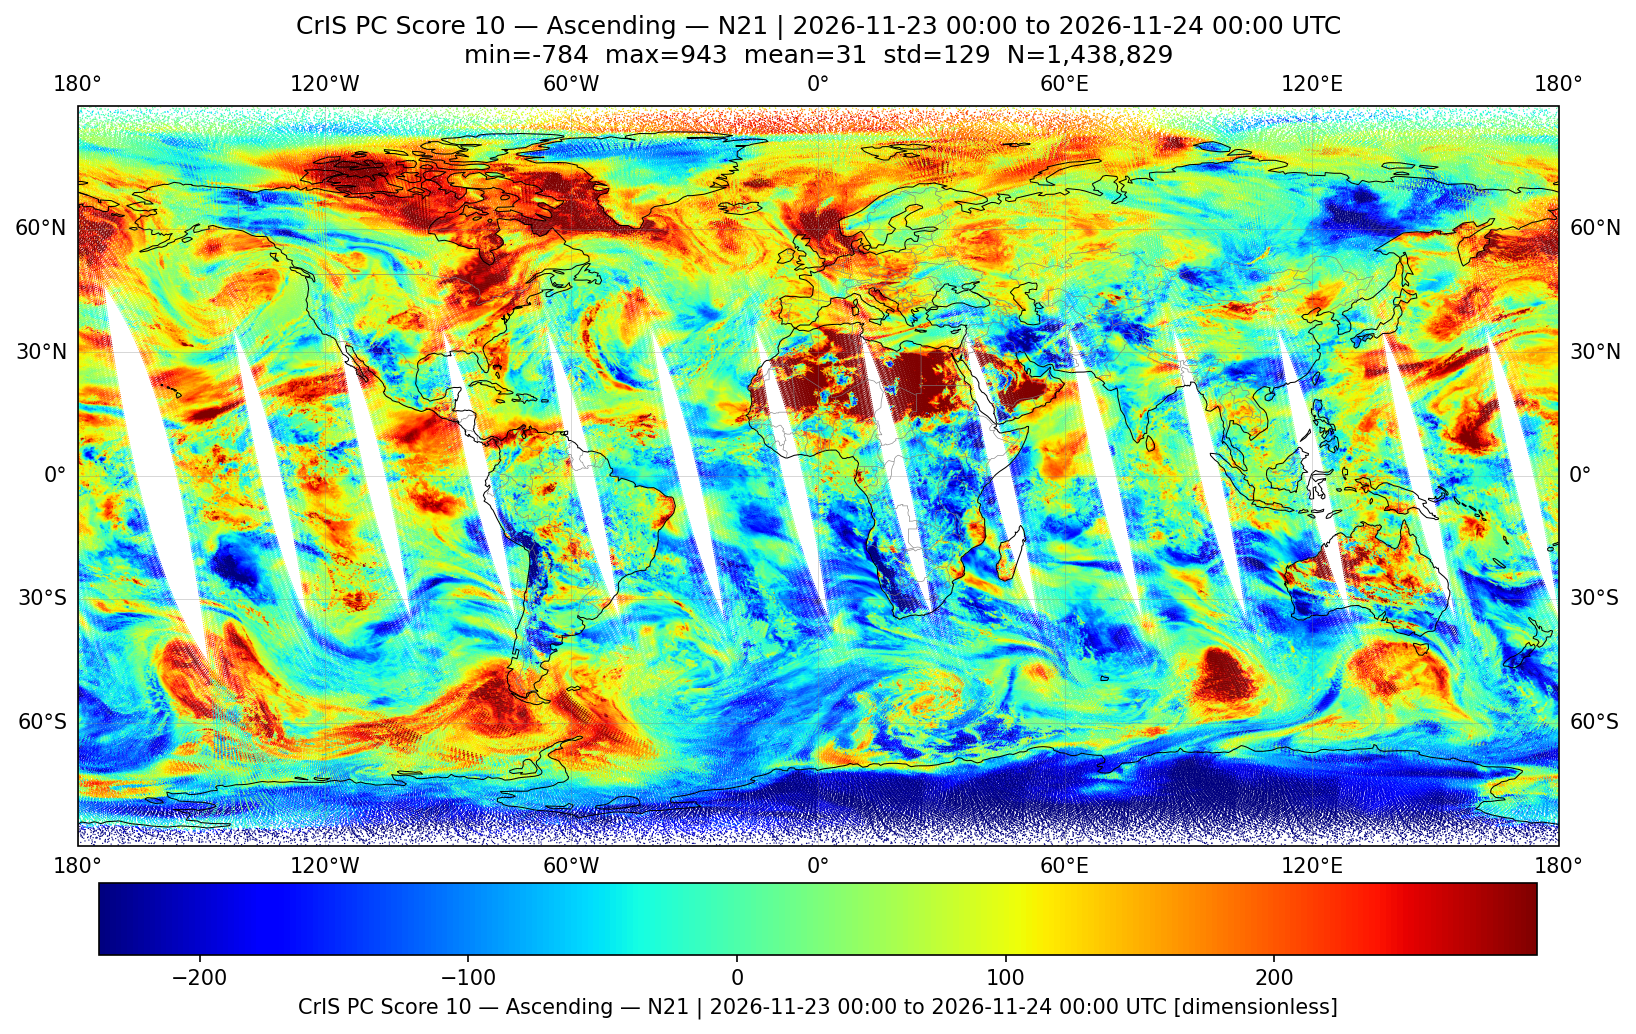 CrIS PC Score 10 — Ascending — N21 | 2026-11-23 00:00 to 2026-11-24 00:00 UTC
min=-784  max=943  mean=31  std=129  N=1,438,829
180° 120°W 60°W 0° 60°E 120°E 180°
60°N 60°N
30°N 30°N
0° 0°
30°S 30°S
60°S 60°S
180° 120°W 60°W 0° 60°E 120°E 180°
−200 −100 0 100 200
CrIS PC Score 10 — Ascending — N21 | 2026-11-23 00:00 to 2026-11-24 00:00 UTC [dimensionless]